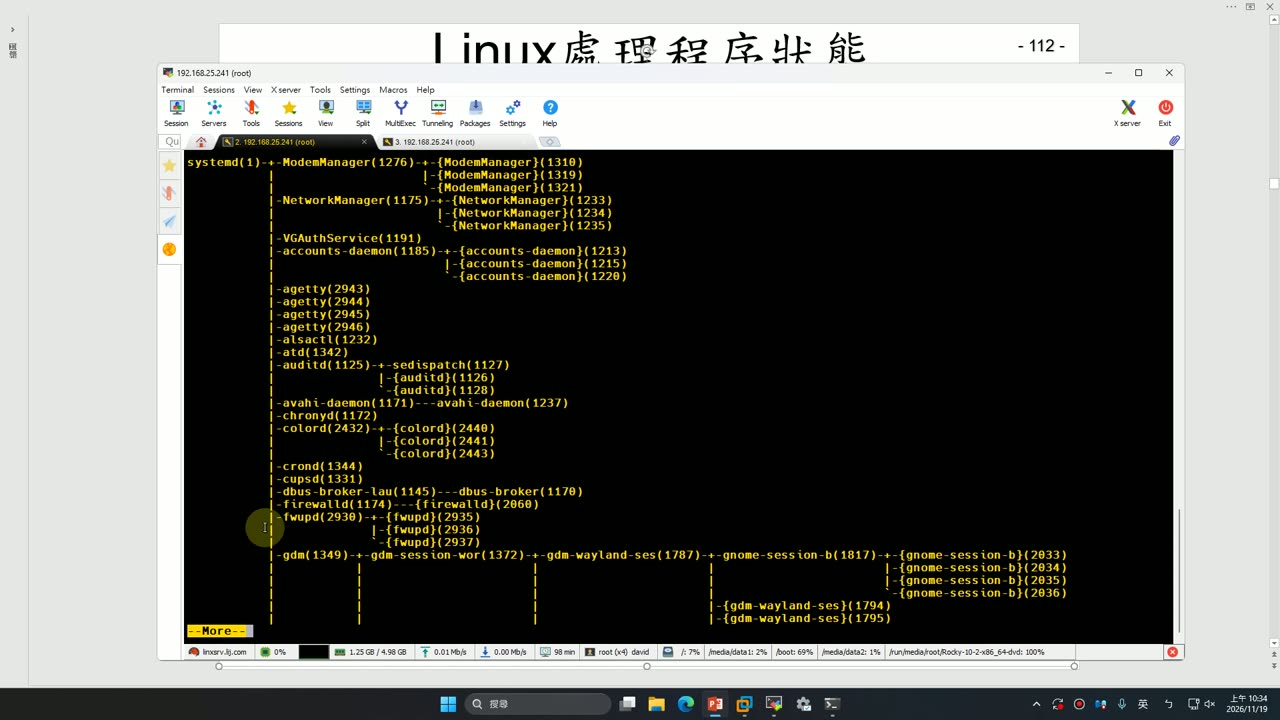 Linux處理程序狀態
- 112 -
192.168.25.241 (root)
Terminal Sessions View X server Tools Settings Macros Help
Session Servers Tools Sessions View Split MultiExec Tunneling Packages Settings Help X server Exit
Qu 2. 192.168.25.241 (root) 3. 192.168.25.241 (root)
systemd(1)-+-ModemManager(1276)-+-{ModemManager}(1310)
|                    |-{ModemManager}(1319)
|                    `-{ModemManager}(1321)
|-NetworkManager(1175)-+-{NetworkManager}(1233)
|                      |-{NetworkManager}(1234)
|                      `-{NetworkManager}(1235)
|-VGAuthService(1191)
|-accounts-daemon(1185)-+-{accounts-daemon}(1213)
|                       |-{accounts-daemon}(1215)
|                       `-{accounts-daemon}(1220)
|-agetty(2943)
|-agetty(2944)
|-agetty(2945)
|-agetty(2946)
|-alsactl(1232)
|-atd(1342)
|-auditd(1125)-+-sedispatch(1127)
|              |-{auditd}(1126)
|              `-{auditd}(1128)
|-avahi-daemon(1171)---avahi-daemon(1237)
|-chronyd(1172)
|-colord(2432)-+-{colord}(2440)
|              |-{colord}(2441)
|              `-{colord}(2443)
|-crond(1344)
|-cupsd(1331)
|-dbus-broker-lau(1145)---dbus-broker(1170)
|-firewalld(1174)---{firewalld}(2060)
|-fwupd(2930)-+-{fwupd}(2935)
|             |-{fwupd}(2936)
|             `-{fwupd}(2937)
|-gdm(1349)-+-gdm-session-wor(1372)-+-gdm-wayland-ses(1787)-+-gnome-session-b(1817)-+-{gnome-session-b}(2033)
|           |                       |                       |                       |-{gnome-session-b}(2034)
|           |                       |                       |                       |-{gnome-session-b}(2035)
|           |                       |                       |                       `-{gnome-session-b}(2036)
|           |                       |                       |-{gdm-wayland-ses}(1794)
|           |                       |                       |-{gdm-wayland-ses}(1795)
--More--
linxsrv.lij.com 0% 1.25 GB / 4.98 GB 0.01 Mb/s 0.00 Mb/s 98 min root (x4) david /: 7% /media/data1: 2% /boot: 69% /media/data2: 1% /run/media/root/Rocky-10-2-x86_64-dvd: 100%
搜尋 英 ㄅ 上午 10:34
2026/11/19